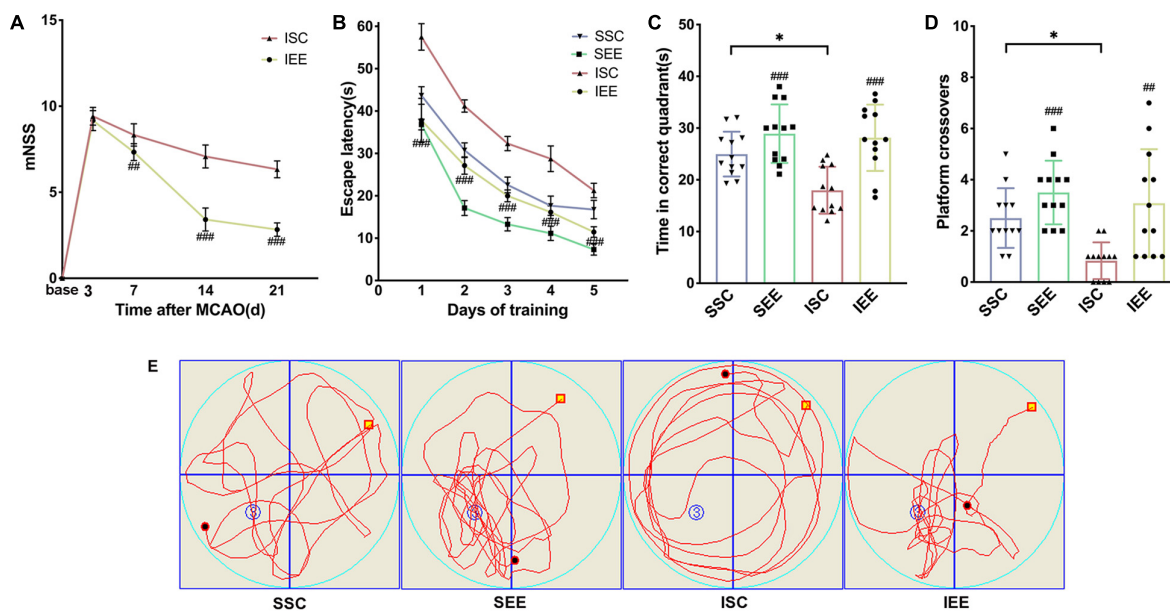 A
mNSS
15
10
5
0
base 3 7 14 21
Time after MCAO(d)
ISC
IEE
##
###
###
B
Escape latency(s)
60
50
40
30
20
10
0
0 1 2 3 4 5
Days of training
SSC
SEE
ISC
IEE
###
###
###
###
###
C
Time in correct quadrant(s)
50
40
30
20
10
0
*
###
###
SSC SEE ISC IEE
D
Platform crossovers
10
8
6
4
2
0
*
###
##
SSC SEE ISC IEE
E
3
3
3
3
SSC SEE ISC IEE